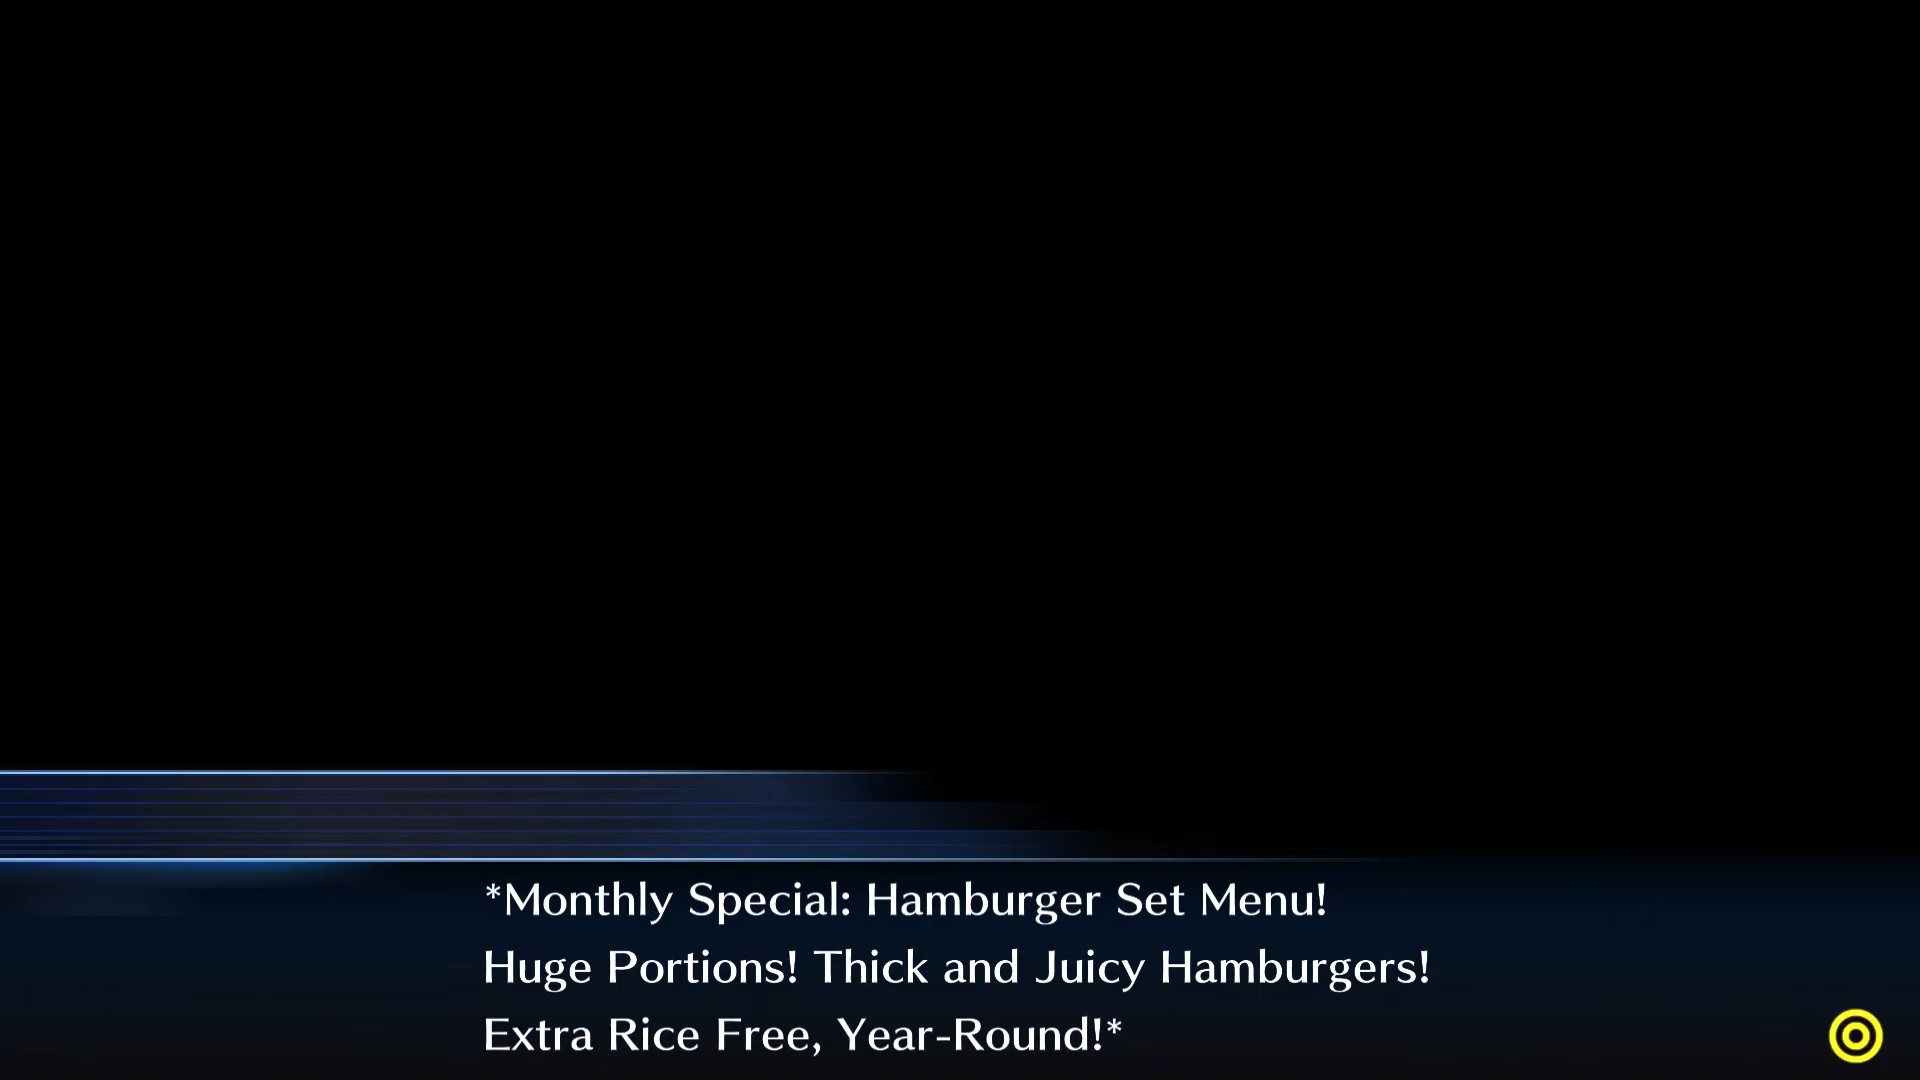 *Monthly Special: Hamburger Set Menu!
Huge Portions! Thick and Juicy Hamburgers!
Extra Rice Free, Year-Round!*